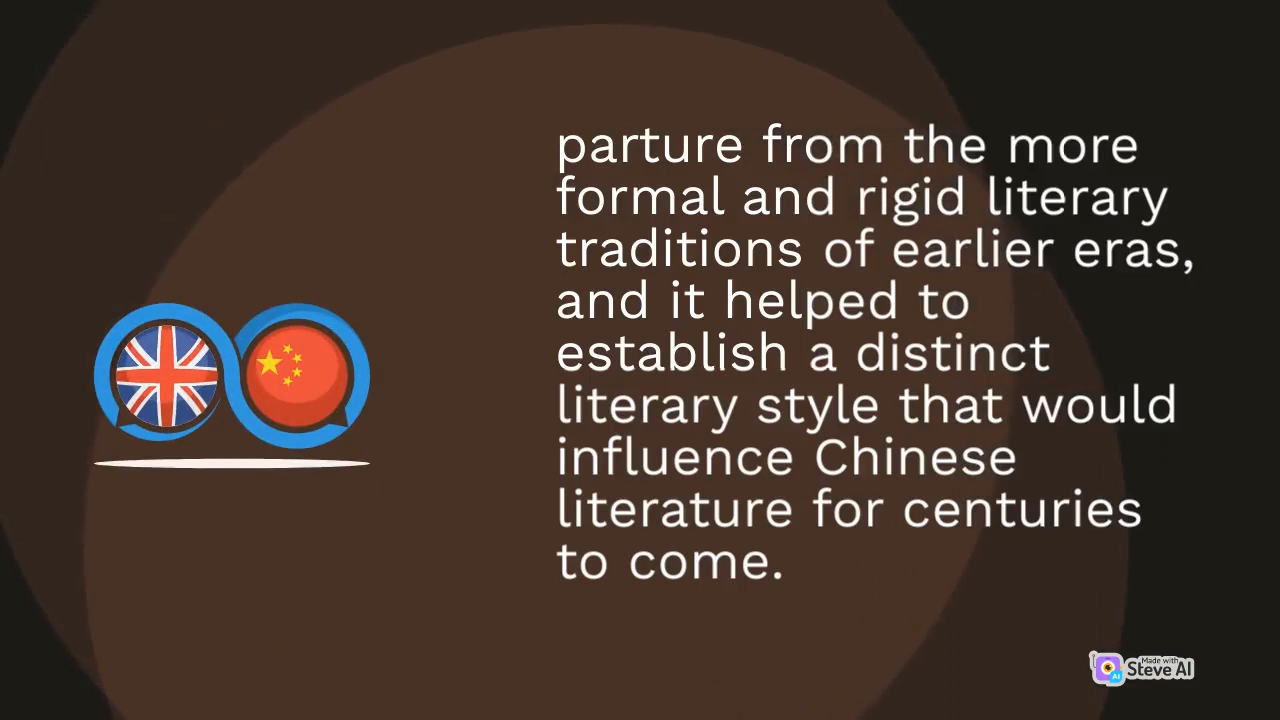 parture from the more
formal and rigid literary
traditions of earlier eras,
and it helped to
establish a distinct
literary style that would
influence Chinese
literature for centuries
to come.
Made with
Steve AI
AI